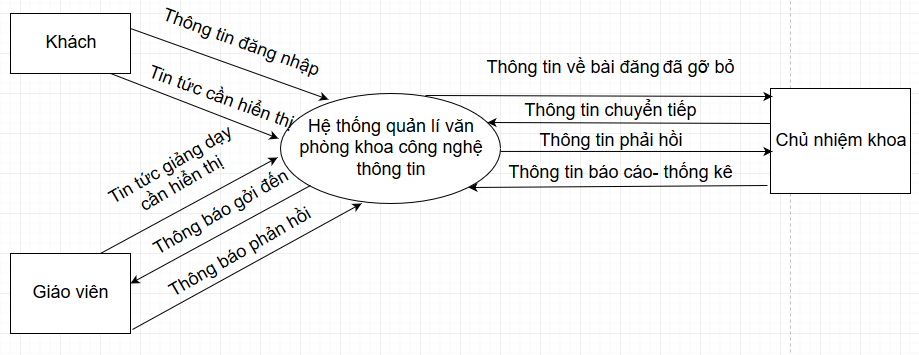 Khách
Thông tin đăng nhập
Tin tức cần hiển thị
Thông tin về bài đăng đã gỡ bỏ
Thông tin chuyển tiếp
Hệ thống quản lí văn
phòng khoa công nghệ
thông tin
Thông tin phải hồi
Chủ nhiệm khoa
Thông tin báo cáo- thống kê
Tin tức giảng dạy
cần hiển thị
Thông báo gởi đến
Thông báo phản hồi
Giáo viên